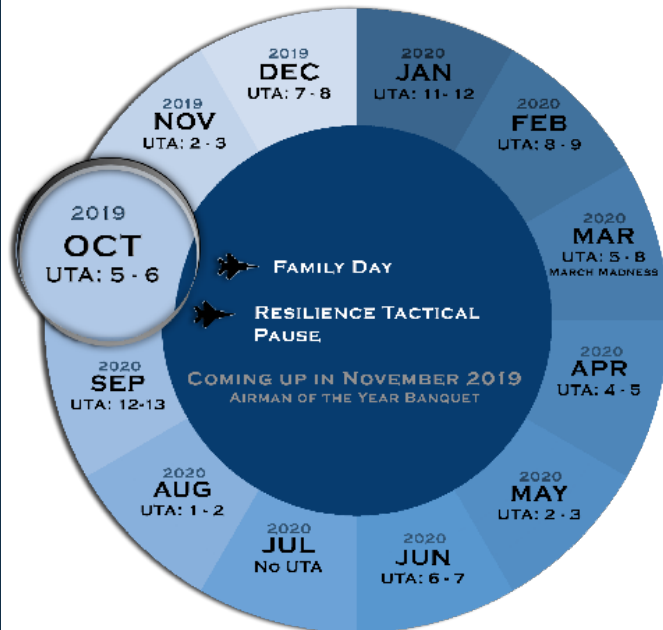 2019
OCT
UTA: 5 - 6
2019
NOV
UTA: 2 - 3
2019
DEC
UTA: 7 - 8
2020
JAN
UTA: 11- 12
2020
FEB
UTA: 8 - 9
2020
MAR
UTA: 5 - 8
MARCH MADNESS
2020
APR
UTA: 4 - 5
2020
MAY
UTA: 2 - 3
2020
JUN
UTA: 6 - 7
2020
JUL
NO UTA
2020
AUG
UTA: 1 - 2
2020
SEP
UTA: 12-13
FAMILY DAY
RESILIENCE TACTICAL
PAUSE
COMING UP IN NOVEMBER 2019
AIRMAN OF THE YEAR BANQUET